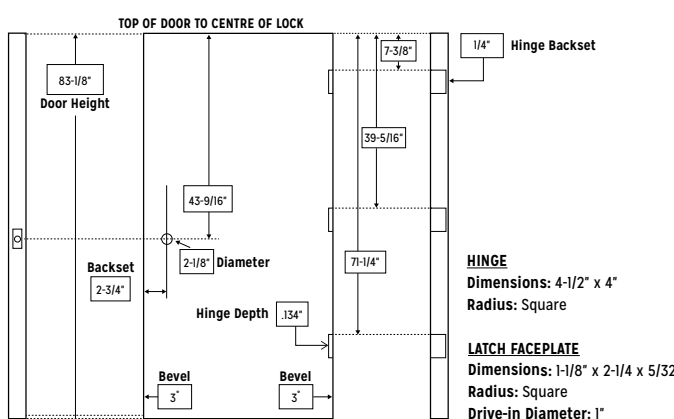 TOP OF DOOR TO CENTRE OF LOCK
83-1/8"
Door Height
43-9/16"
2-1/8" Diameter
Backset
2-3/4"
Hinge Depth .134"
Bevel
3°
Bevel
3°
7-3/8"
39-5/16"
71-1/4"
1/4" Hinge Backset
HINGE
Dimensions: 4-1/2" x 4"
Radius: Square
LATCH FACEPLATE
Dimensions: 1-1/8" x 2-1/4 x 5/32
Radius: Square
Drive-in Diameter: 1"